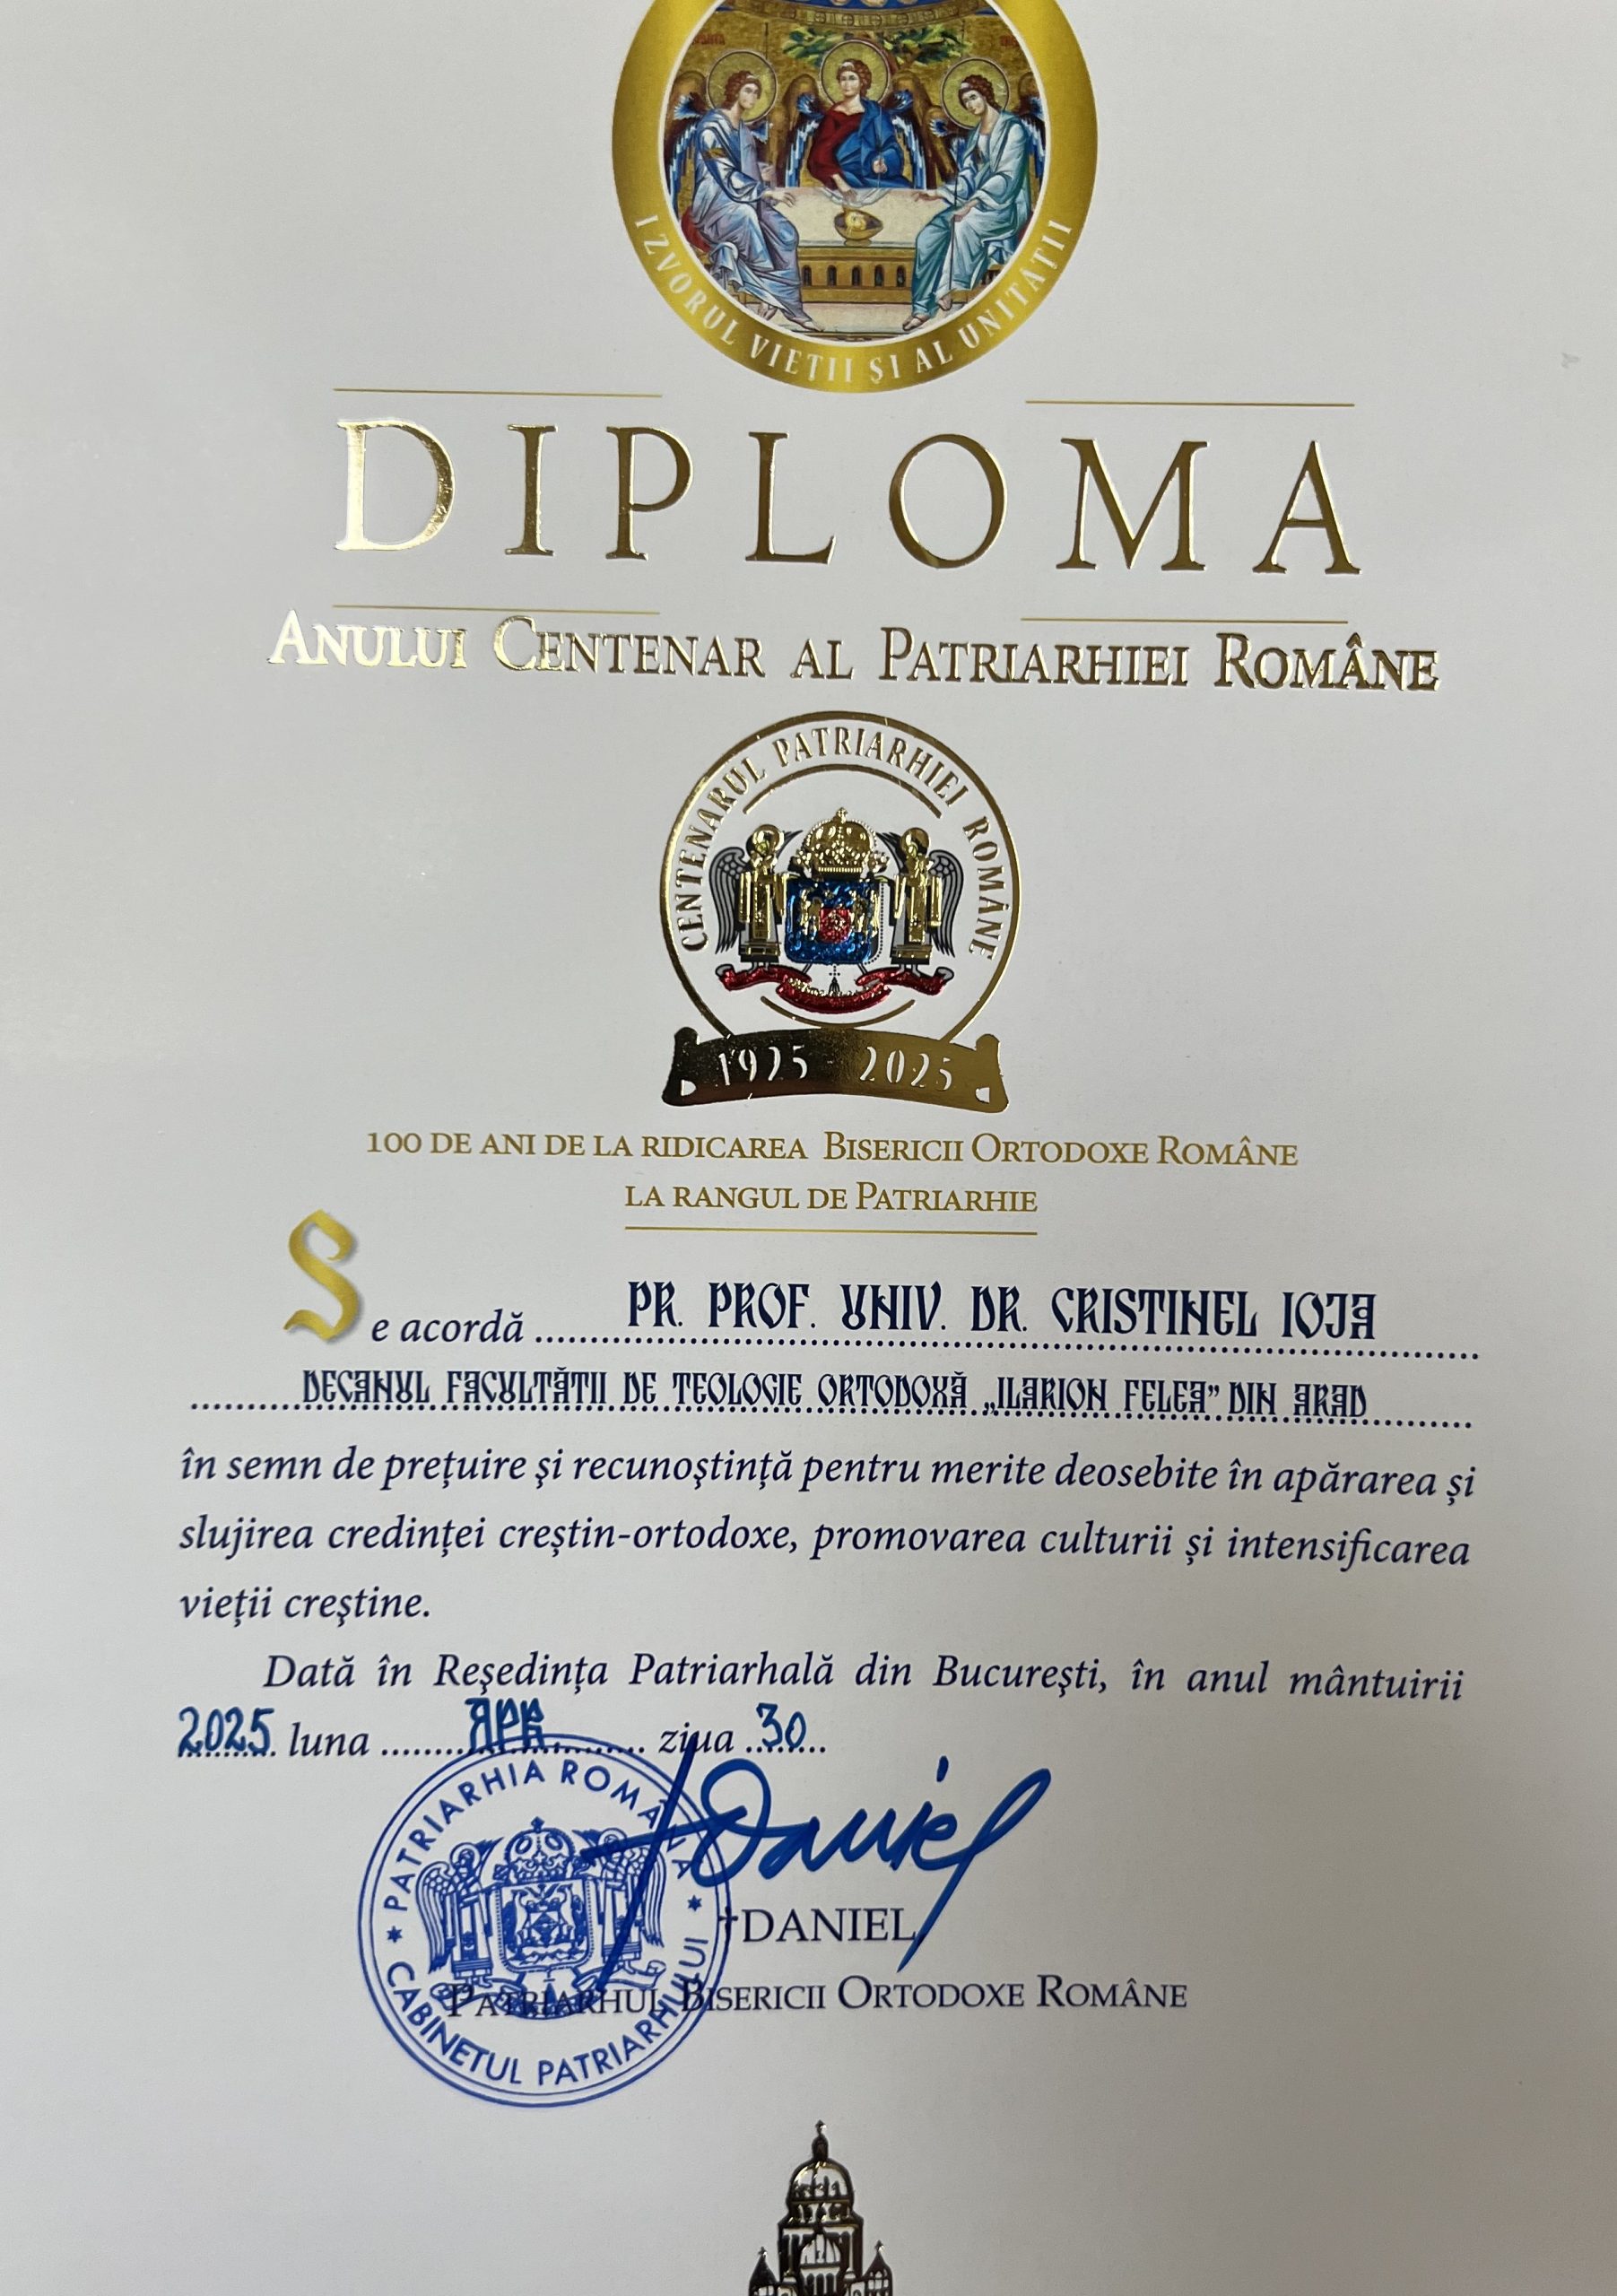 IZVORUL VIEȚII ȘI AL UNITĂȚII
DIPLOMA
ANULUI CENTENAR AL PATRIARHIEI ROMÂNE
CENTENARUL PATRIARHIEI ROMÂNE
1925 - 2025
100 DE ANI DE LA RIDICAREA BISERICII ORTODOXE ROMÂNE
LA RANGUL DE PATRIARHIE
Se acordă PR. PROF. UNIV. DR. CRISTINEL IOJA
DECANUL FACULTĂȚII DE TEOLOGIE ORTODOXĂ „ILARION FELEA” DIN ARAD
în semn de prețuire și recunoștință pentru merite deosebite în apărarea și
slujirea credinței creștin-ortodoxe, promovarea culturii și intensificarea
vieții creștine.
Dată în Reședința Patriarhală din București, în anul mântuirii
2025 luna APR ziua 30
PATRIARHIA ROMÂNĂ
CABINETUL PATRIARHULUI
†Daniel
†DANIEL
PATRIARHUL BISERICII ORTODOXE ROMÂNE